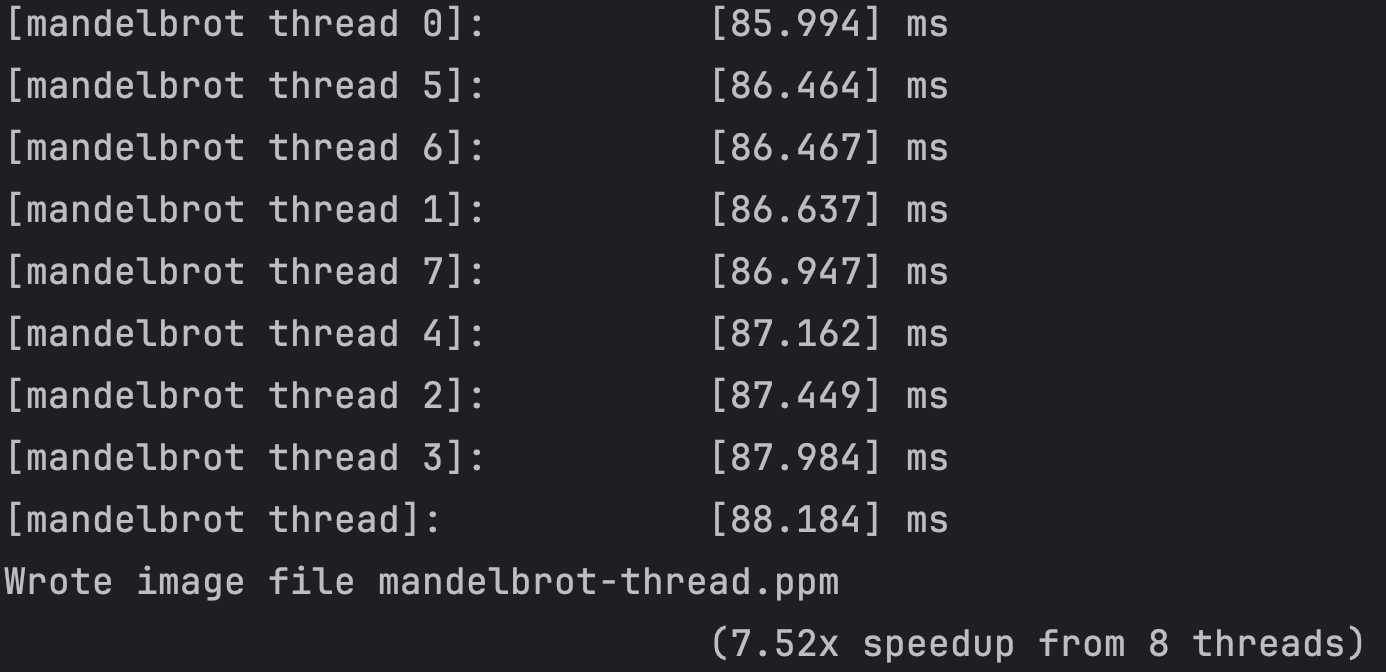 [mandelbrot thread 0]:		[85.994] ms
[mandelbrot thread 5]:		[86.464] ms
[mandelbrot thread 6]:		[86.467] ms
[mandelbrot thread 1]:		[86.637] ms
[mandelbrot thread 7]:		[86.947] ms
[mandelbrot thread 4]:		[87.162] ms
[mandelbrot thread 2]:		[87.449] ms
[mandelbrot thread 3]:		[87.984] ms
[mandelbrot thread]:		[88.184] ms
Wrote image file mandelbrot-thread.ppm
				(7.52x speedup from 8 threads)